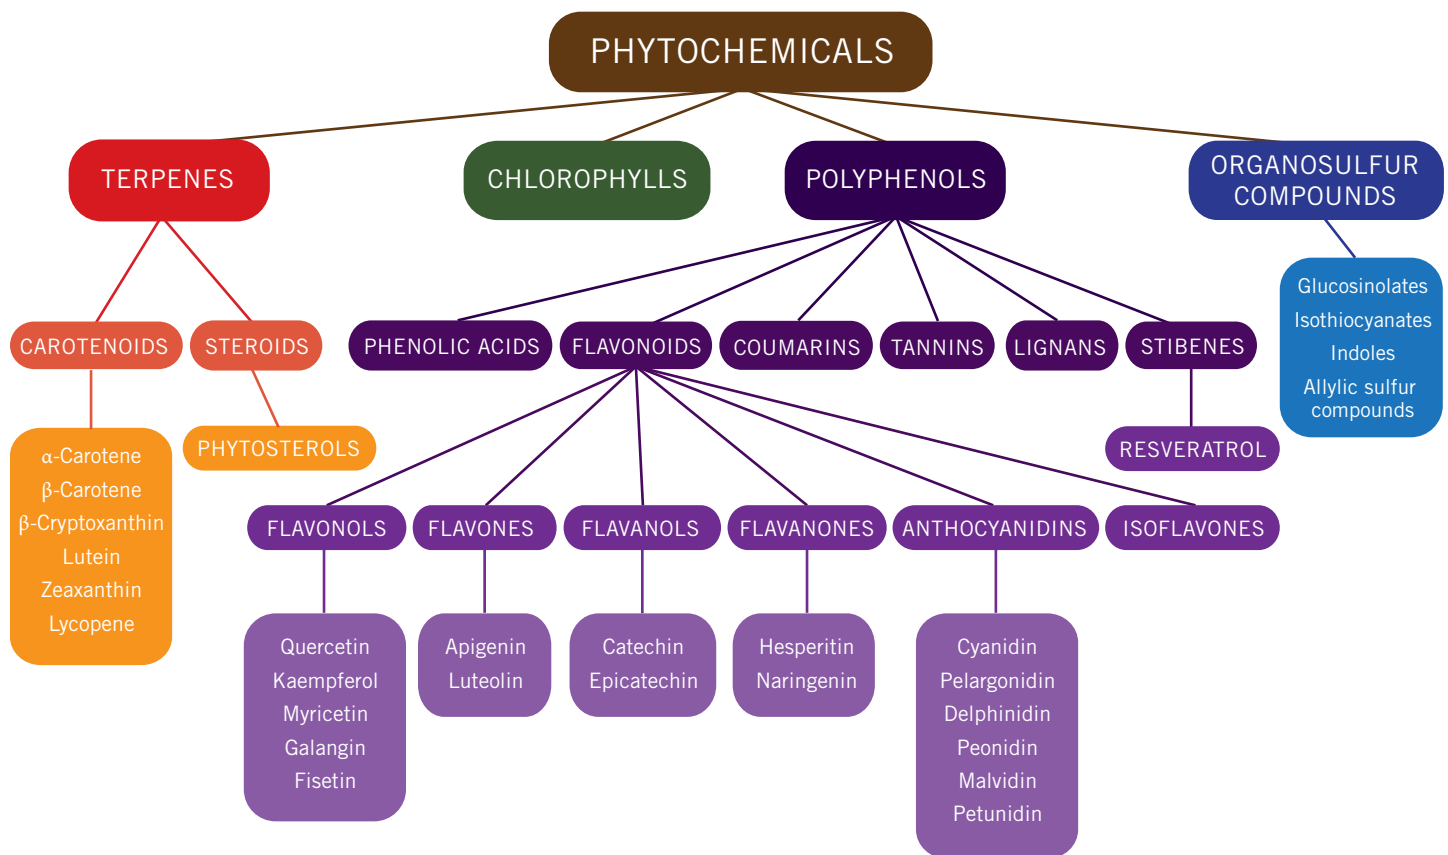 PHYTOCHEMICALS
TERPENES
CHLOROPHYLLS
POLYPHENOLS
ORGANOSULFUR
COMPOUNDS
Glucosinolates
Isothiocyanates
Indoles
Allylic sulfur
compounds
CAROTENOIDS
STEROIDS
PHENOLIC ACIDS
FLAVONOIDS
COUMARINS
TANNINS
LIGNANS
STIBENES
α-Carotene
β-Carotene
β-Cryptoxanthin
Lutein
Zeaxanthin
Lycopene
PHYTOSTEROLS
RESVERATROL
FLAVONOLS
FLAVONES
FLAVANOLS
FLAVANONES
ANTHOCYANIDINS
ISOFLAVONES
Quercetin
Kaempferol
Myricetin
Galangin
Fisetin
Apigenin
Luteolin
Catechin
Epicatechin
Hesperitin
Naringenin
Cyanidin
Pelargonidin
Delphinidin
Peonidin
Malvidin
Petunidin